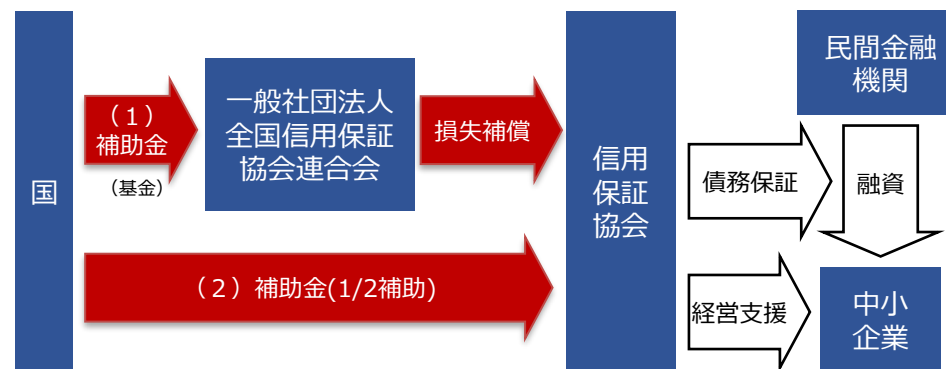 国
（１）
補助金
（基金）
一般社団法人
全国信用保証
協会連合会
損失補償
（２）補助金(1/2補助)
信用
保証
協会
債務保証
経営支援
民間金融
機関
融資
中小
企業